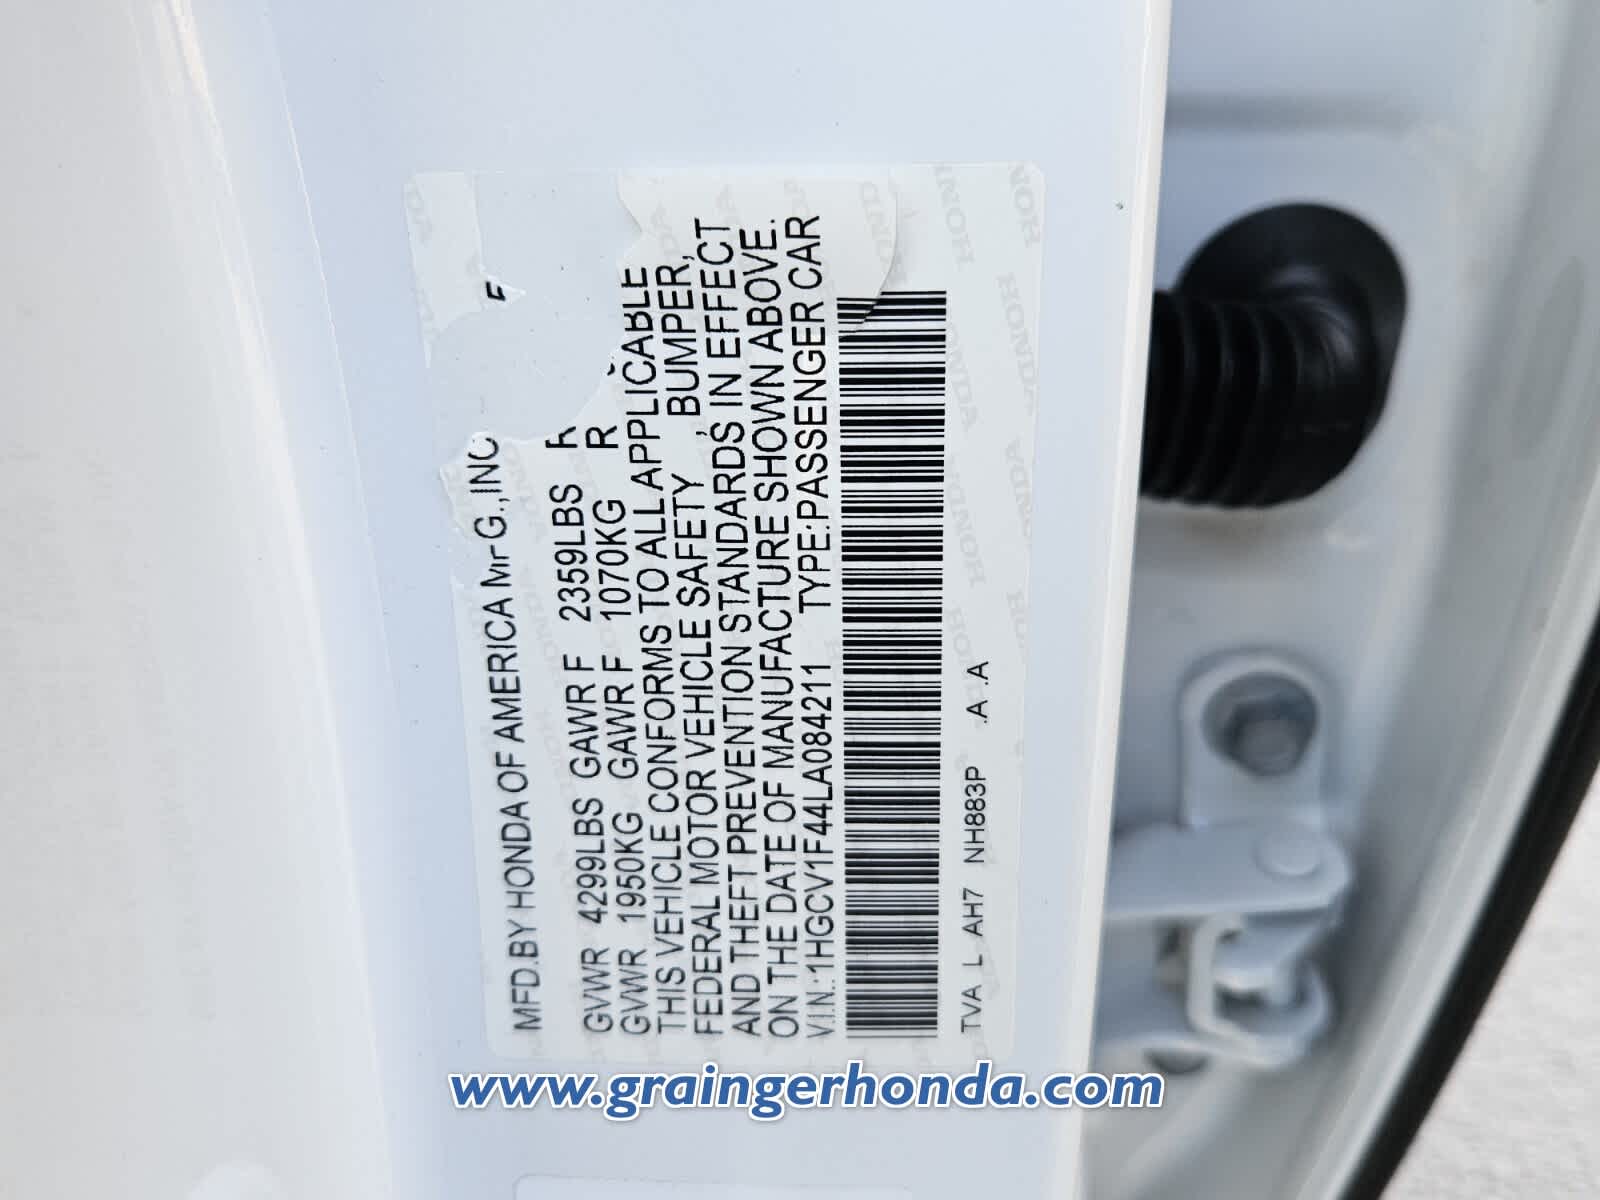 MFD.BY HONDA OF AMERICA MFG.,INC
GVWR 4299LBS GAWR F 2359LBS R
GVWR 1950KG GAWR F 1070KG R
THIS VEHICLE CONFORMS TO ALL APPLICABLE
FEDERAL MOTOR VEHICLE SAFETY ,BUMPER,
AND THEFT PREVENTION STANDARDS IN EFFECT
ON THE DATE OF MANUFACTURE SHOWN ABOVE.
V.I.N.:1HGCV1F44LA084211 TYPE:PASSENGER CAR
TVA L AH7 NH883P .A .A
www.graingerhonda.com